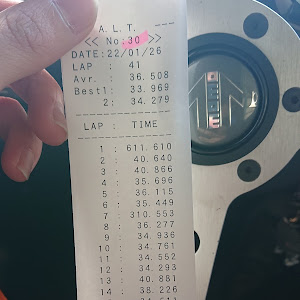 A.L.T. ---
<< No:30 >>
DATE:22/01/26
LAP : 41
Avr. : 36.508
Best1: 33.969
2: 34.279
LAP : TIME
1 : 611.610
2 : 40.640
3 : 40.866
4 : 35.696
5 : 36.115
6 : 35.449
7 : 310.553
8 : 36.277
9 : 34.936
10 : 34.761
11 : 34.552
12 : 34.293
13 : 40.881
14 : 38.226
momo